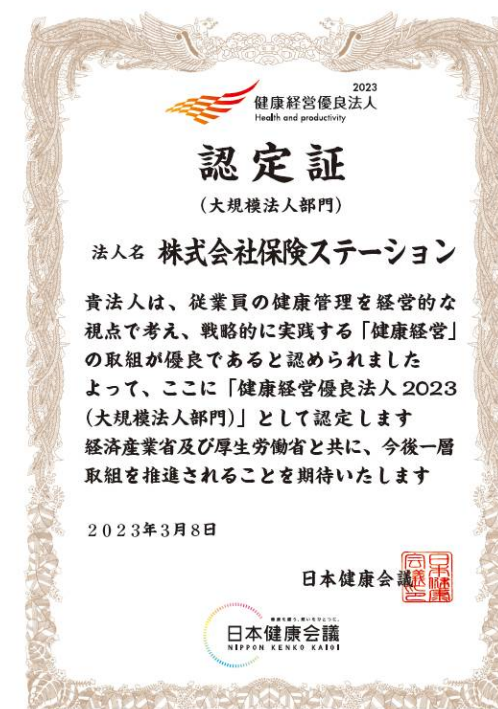 2023
健康経営優良法人
Health and productivity
認定証
(大規模法人部門)
法人名 株式会社保険ステーション
貴法人は、従業員の健康管理を経営的な
視点で考え、戦略的に実践する「健康経営」
の取組が優良であると認められました
よって、ここに「健康経営優良法人 2023
(大規模法人部門)」として認定します
経済産業省及び厚生労働省と共に、今後一層
取組を推進されることを期待いたします
2023年3月8日
日本健康会議
日本健康会議
NIPPON KENKO KAIGI